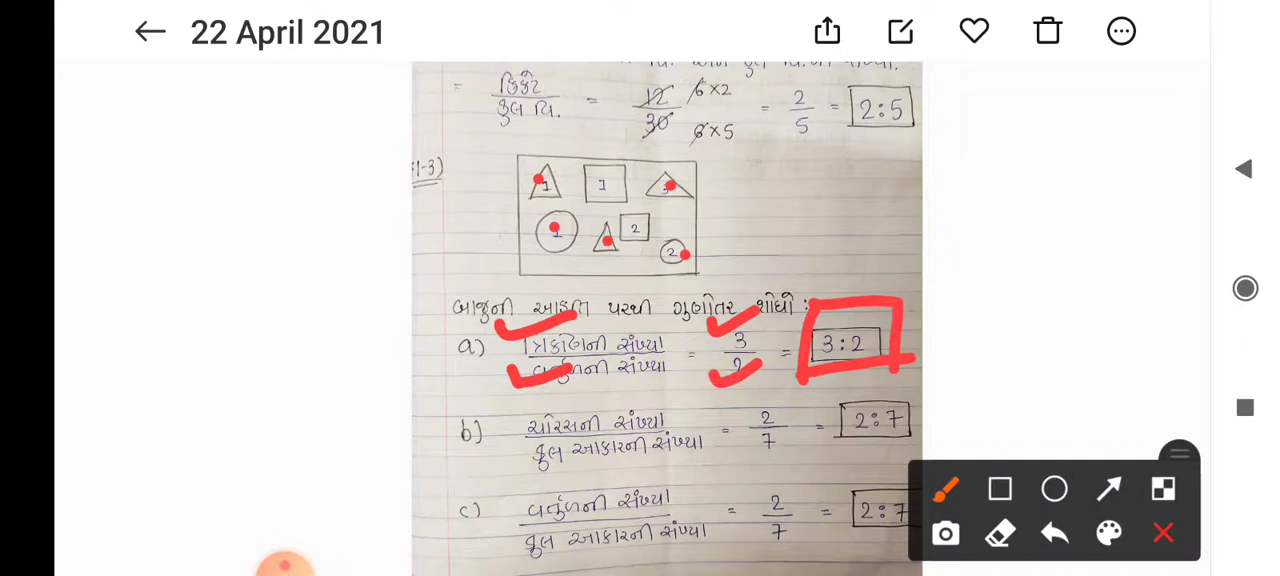 22 April 2021
= ક્રિકેટ / કુલ વિ. = 12 / 30 6×2 / 6×5 = 2 / 5 = 2:5
1 1 3
1 2 2
બાજુની આકૃતિ પરથી ગુણોતર શોધો :
a) ત્રિકોણની સંખ્યા / વર્તુળની સંખ્યા = 3 / 2 = 3:2
b) ચોરસની સંખ્યા / કુલ આકારની સંખ્યા = 2 / 7 = 2:7
c) વર્તુળની સંખ્યા / કુલ આકારની સંખ્યા = 2 / 7 = 2:7